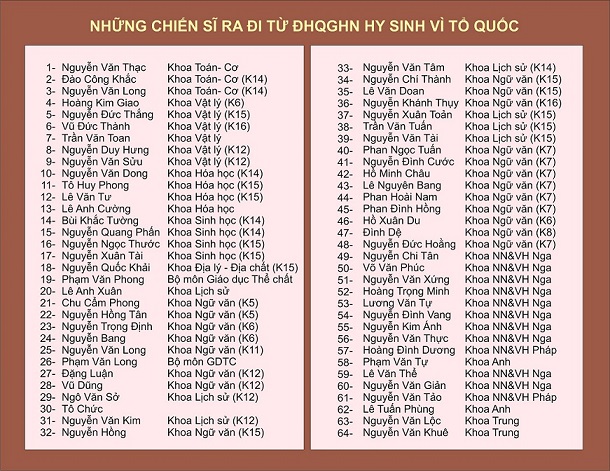 NHỮNG CHIẾN SĨ RA ĐI TỪ ĐHQGHN HY SINH VÌ TỔ QUỐC
1- Nguyễn Văn Thạc Khoa Toán- Cơ
2- Đào Công Khắc Khoa Toán- Cơ (K14)
3- Nguyễn Văn Long Khoa Toán- Cơ (K14)
4- Hoàng Kim Giao Khoa Vật lý (K6)
5- Nguyễn Đức Thắng Khoa Vật lý (K15)
6- Vũ Đức Thành Khoa Vật lý (K16)
7- Trần Văn Toan Khoa Vật lý
8- Nguyễn Duy Hưng Khoa Vật lý (K12)
9- Nguyễn Văn Sửu Khoa Vật lý (K12)
10- Nguyễn Văn Dong Khoa Hóa học (K14)
11- Tô Huy Phong Khoa Hóa học (K15)
12- Lê Văn Tư Khoa Hóa học (K15)
13- Lê Anh Cường Khoa Hóa học
14- Bùi Khắc Tường Khoa Sinh học (K14)
15- Nguyễn Quang Phấn Khoa Sinh học (K14)
16- Nguyễn Ngọc Thước Khoa Sinh học (K15)
17- Nguyễn Xuân Tài Khoa Sinh học (K15)
18- Nguyễn Quốc Khải Khoa Địa lý - Địa chất (K15)
19- Phạm Văn Phong Bộ môn Giáo dục Thể chất
20- Lê Anh Xuân Khoa Lịch sử
21- Chu Cẩm Phong Khoa Ngữ văn (K5)
22- Nguyễn Hồng Tân Khoa Ngữ văn (K5)
23- Nguyễn Trọng Định Khoa Ngữ văn (K6)
24- Nguyễn Bang Khoa Ngữ văn (K6)
25- Nguyễn Văn Long Khoa Ngữ văn (K11)
26- Phạm Văn Long Bộ môn GDTC
27- Đặng Luận Khoa Ngữ văn (K12)
28- Vũ Dũng Khoa Ngữ văn (K12)
29- Ngô Văn Sở Khoa Lịch sử (K12)
30- Tô Chức
31- Nguyễn Văn Kim Khoa Lịch sử (K12)
32- Nguyễn Hồng Khoa Ngữ văn (K15)
33- Nguyễn Văn Tâm Khoa Lịch sử (K14)
34- Nguyễn Chí Thành Khoa Ngữ văn (K15)
35- Lê Văn Doan Khoa Ngữ văn (K15)
36- Nguyễn Khánh Thụy Khoa Ngữ văn (K16)
37- Nguyễn Xuân Toản Khoa Lịch sử (K15)
38- Trần Văn Tuấn Khoa Lịch sử (K15)
39- Nguyễn Văn Tài Khoa Lịch sử (K15)
40- Phan Ngọc Tuấn Khoa Ngữ văn (K7)
41- Nguyễn Đình Cước Khoa Ngữ văn (K7)
42- Hồ Minh Châu Khoa Ngữ văn (K7)
43- Lê Nguyên Bang Khoa Ngữ văn (K7)
44- Phan Hoài Nam Khoa Ngữ văn (K7)
45- Phan Đình Hồng Khoa Ngữ văn (K7)
46- Hồ Xuân Du Khoa Ngữ văn (K6)
47- Đình Dệ Khoa Ngữ văn (K8)
48- Nguyễn Đức Hoằng Khoa Ngữ văn (K7)
49- Nguyễn Chí Tân Khoa NN&VH Nga
50- Võ Văn Phúc Khoa NN&VH Nga
51- Nguyễn Văn Xứng Khoa NN&VH Nga
52- Hoàng Trọng Minh Khoa NN&VH Nga
53- Lương Văn Tự Khoa NN&VH Nga
54- Nguyễn Đình Vang Khoa NN&VH Nga
55- Nguyễn Kim Ánh Khoa NN&VH Nga
56- Nguyễn Văn Thực Khoa NN&VH Nga
57- Hoàng Đình Dương Khoa NN&VH Pháp
58- Phạm Văn Tự Khoa Anh
59- Lê Văn Thể Khoa NN&VH Nga
60- Nguyễn Văn Giản Khoa NN&VH Nga
61- Nguyễn Văn Tảo Khoa NN&VH Pháp
62- Lê Tuấn Phùng Khoa Anh
63- Nguyễn Văn Lộc Khoa Trung
64- Nguyễn Văn Khuê Khoa Trung